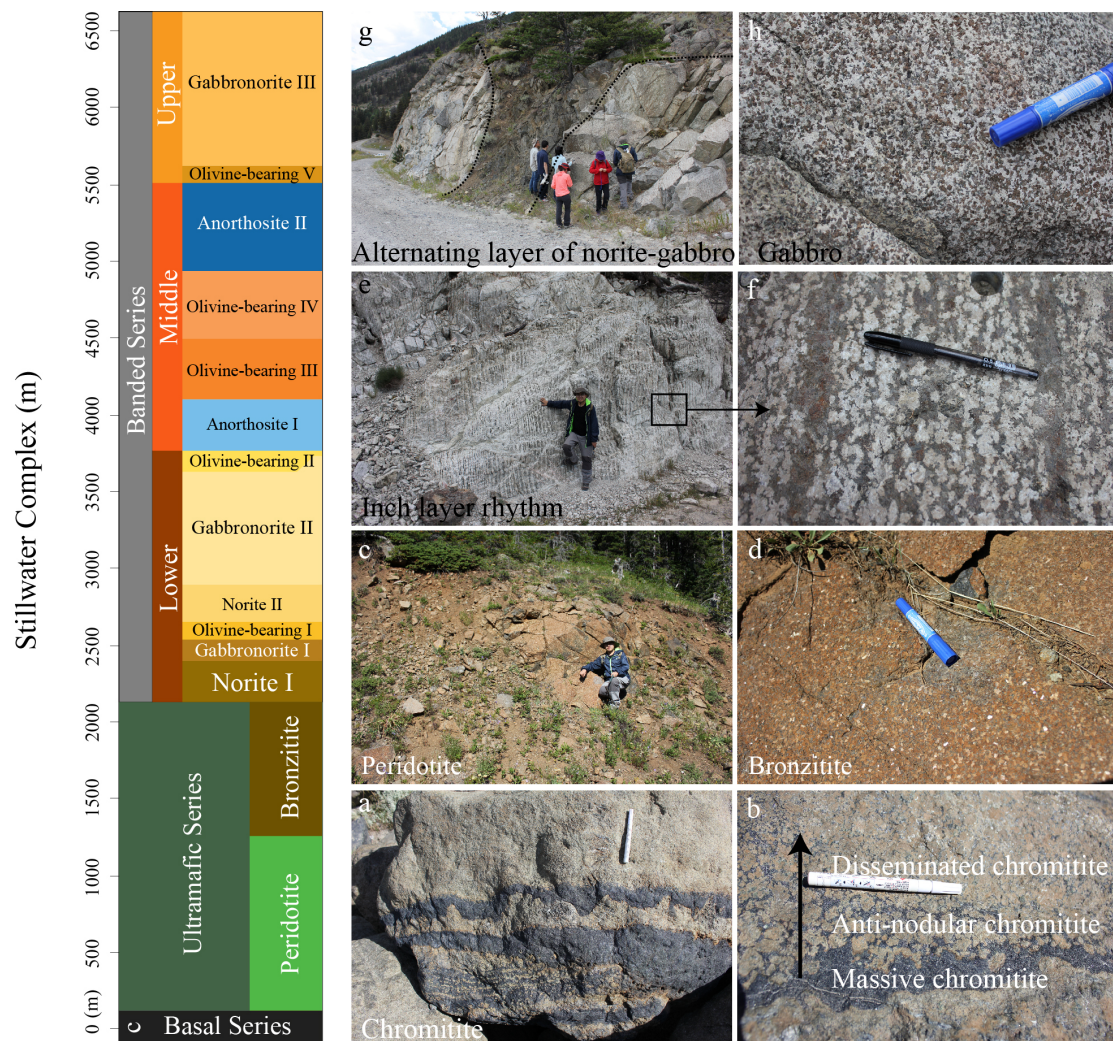 Stillwater Complex (m)
6500
6000
5500
5000
4500
4000
3500
3000
2500
2000
1500
1000
500
0 (m)
Banded Series
Upper
Middle
Lower
Gabbronorite III
Olivine-bearing V
Anorthosite II
Olivine-bearing IV
Olivine-bearing III
Anorthosite I
Olivine-bearing II
Gabbronorite II
Norite II
Olivine-bearing I
Gabbronorite I
Norite I
Ultramafic Series
Bronzitite
Peridotite
c
Basal Series
g
Alternating layer of norite-gabbro
h
Gabbro
e
Inch layer rhythm
f
c
Peridotite
d
Bronzitite
a
Chromitite
b
Disseminated chromitite
Anti-nodular chromitite
Massive chromitite